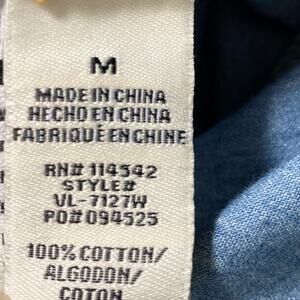 M
MADE IN CHINA
HECHO EN CHINA
FABRIQUÉ EN CHINE
RN# 114542
STYLE#
VL-7127W
PO# 094525
100% COTTON/
ALGODON/
COTON